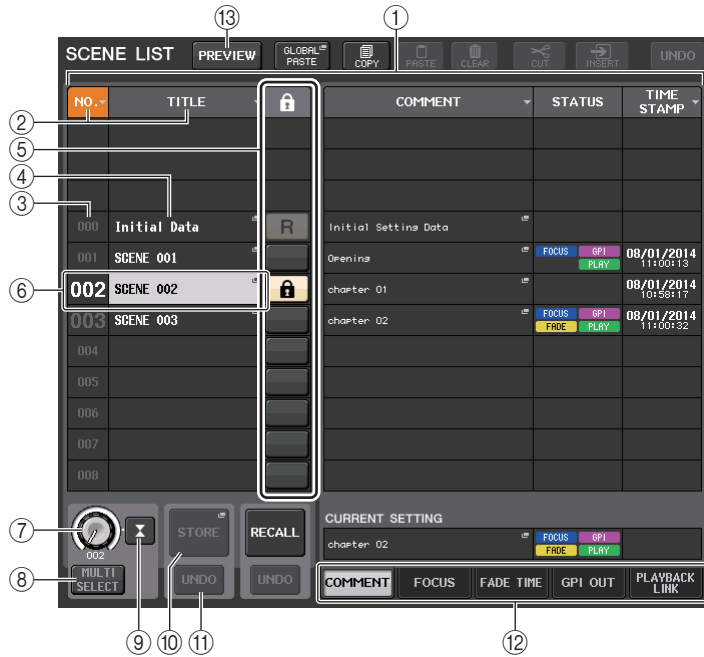 ⑬ ①
SCENE LIST PREVIEW GLOBAL PASTE COPY PASTE CLEAR CUT INSERT UNDO
NO. TITLE COMMENT STATUS TIME STAMP
②
⑤
④
③
000 Initial Data R Initial Setting Data
001 SCENE 001 Opening FOCUS GPI PLAY 08/01/2014 11:00:13
⑥ 002 SCENE 002 chapter 01 08/01/2014 10:58:17
003 SCENE 003 chapter 02 FOCUS GPI FADE PLAY 08/01/2014 11:00:32
004
005
006
007
008
CURRENT SETTING
⑦ 002 STORE RECALL chapter 02 FOCUS GPI FADE PLAY
⑧ MULTI SELECT UNDO UNDO COMMENT FOCUS FADE TIME GPI OUT PLAYBACK LINK
⑨ ⑩ ⑪ ⑫